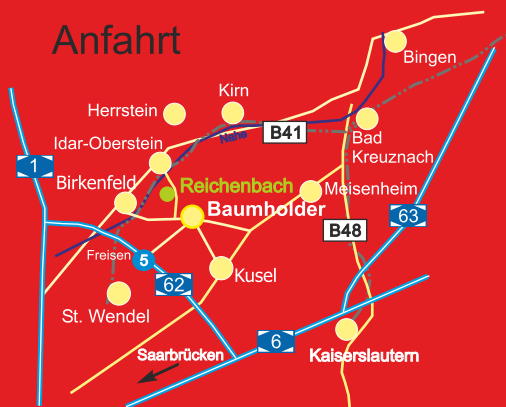 Anfahrt
Bingen
Kirn
Herrstein
B41
Nahe
Idar-Oberstein
Bad
Kreuznach
1
Birkenfeld
Reichenbach
Meisenheim
Baumholder
63
B48
Freisen
5
62
Kusel
St. Wendel
6
Saarbrücken
Kaiserslautern